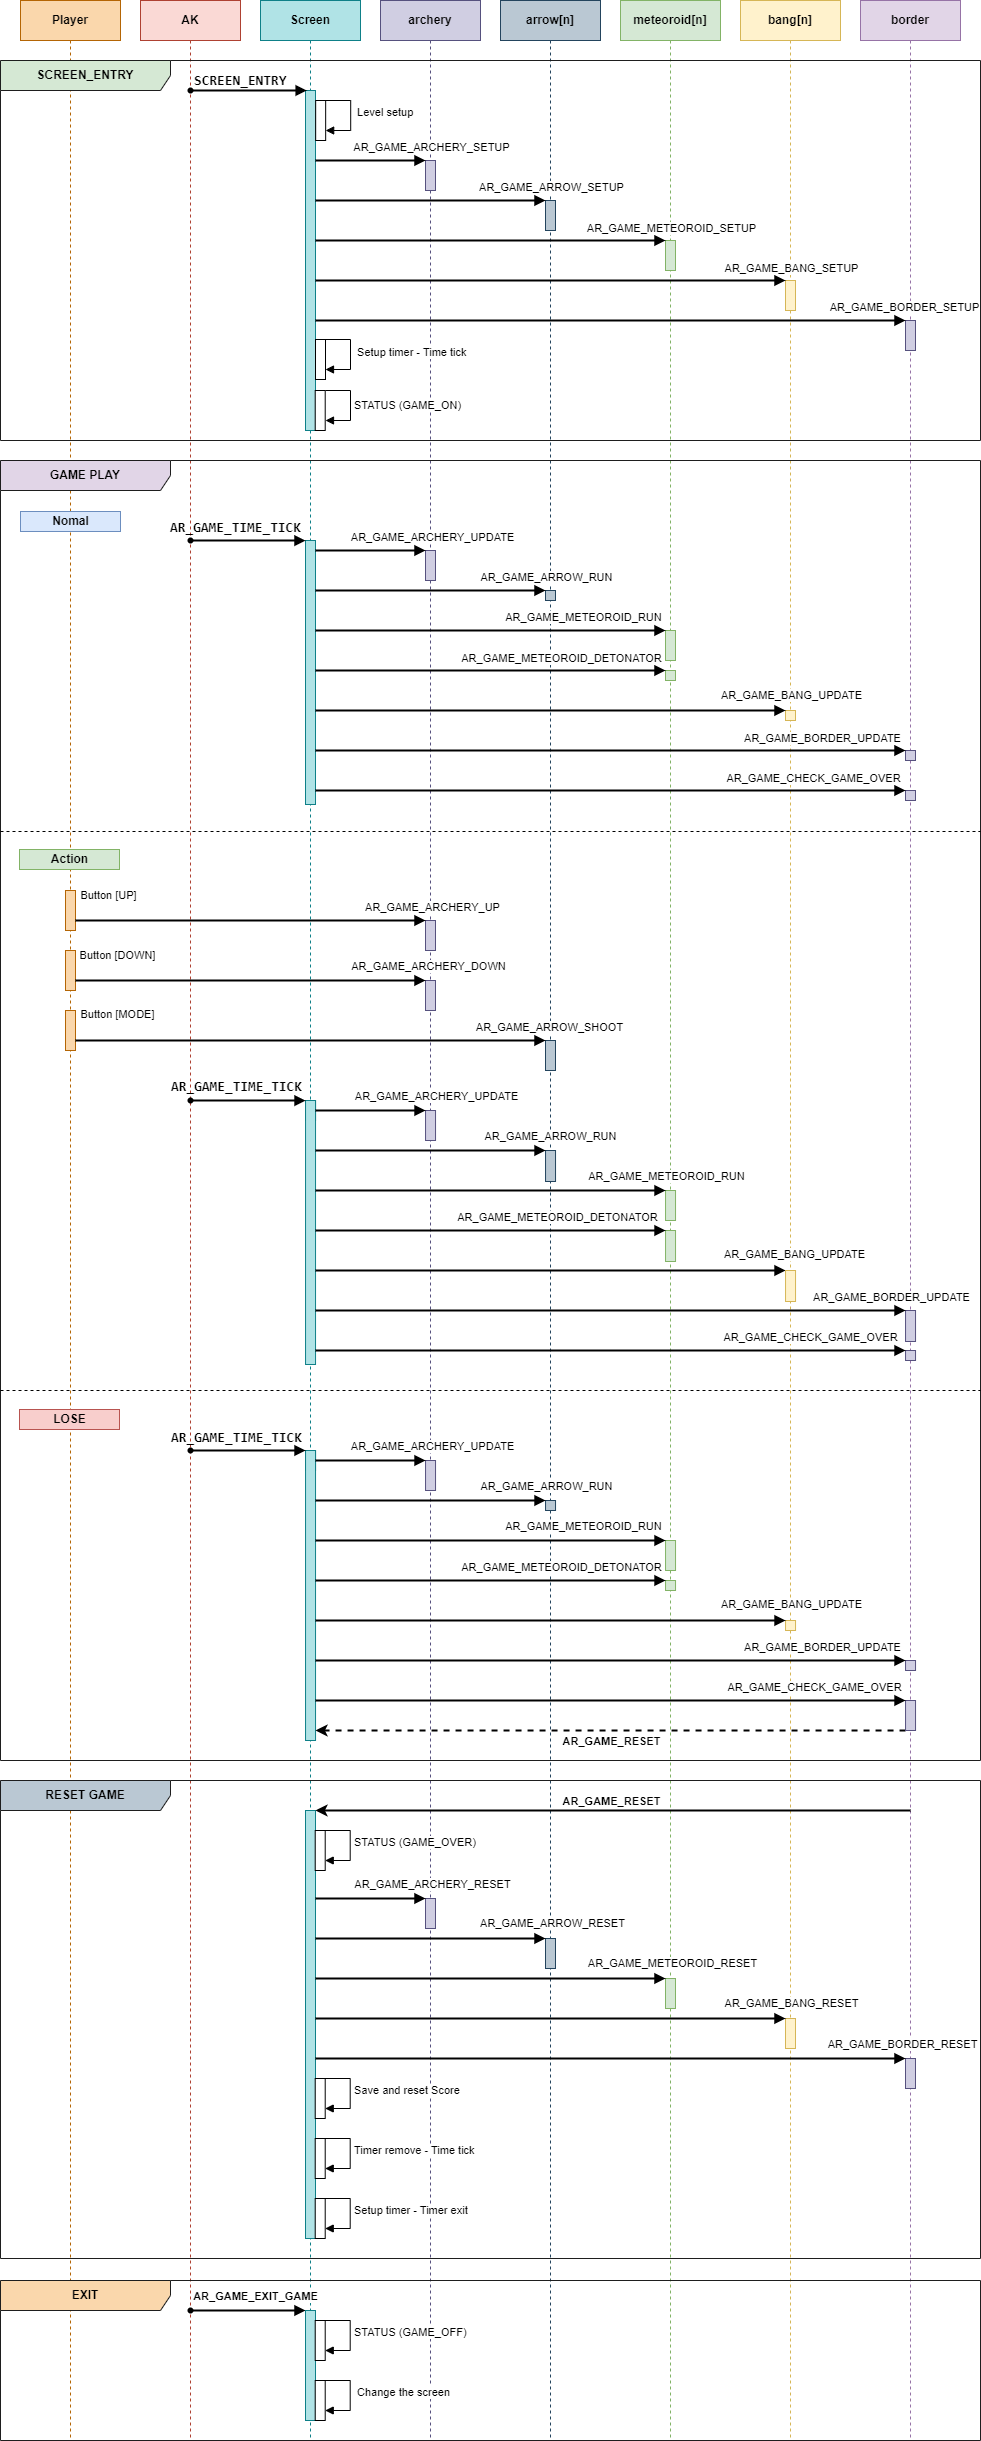 Player
AK
Screen
archery
arrow[n]
meteoroid[n]
bang[n]
border
SCREEN_ENTRY
SCREEN_ENTRY
Level setup
AR_GAME_ARCHERY_SETUP
AR_GAME_ARROW_SETUP
AR_GAME_METEOROID_SETUP
AR_GAME_BANG_SETUP
AR_GAME_BORDER_SETUP
Setup timer - Time tick
STATUS (GAME_ON)
GAME PLAY
Nomal
AR_GAME_TIME_TICK
AR_GAME_ARCHERY_UPDATE
AR_GAME_ARROW_RUN
AR_GAME_METEOROID_RUN
AR_GAME_METEOROID_DETONATOR
AR_GAME_BANG_UPDATE
AR_GAME_BORDER_UPDATE
AR_GAME_CHECK_GAME_OVER
Action
Button [UP]
AR_GAME_ARCHERY_UP
Button [DOWN]
AR_GAME_ARCHERY_DOWN
Button [MODE]
AR_GAME_ARROW_SHOOT
AR_GAME_TIME_TICK
AR_GAME_ARCHERY_UPDATE
AR_GAME_ARROW_RUN
AR_GAME_METEOROID_RUN
AR_GAME_METEOROID_DETONATOR
AR_GAME_BANG_UPDATE
AR_GAME_BORDER_UPDATE
AR_GAME_CHECK_GAME_OVER
LOSE
AR_GAME_TIME_TICK
AR_GAME_ARCHERY_UPDATE
AR_GAME_ARROW_RUN
AR_GAME_METEOROID_RUN
AR_GAME_METEOROID_DETONATOR
AR_GAME_BANG_UPDATE
AR_GAME_BORDER_UPDATE
AR_GAME_CHECK_GAME_OVER
AR_GAME_RESET
RESET GAME
AR_GAME_RESET
STATUS (GAME_OVER)
AR_GAME_ARCHERY_RESET
AR_GAME_ARROW_RESET
AR_GAME_METEOROID_RESET
AR_GAME_BANG_RESET
AR_GAME_BORDER_RESET
Save and reset Score
Timer remove - Time tick
Setup timer - Timer exit
EXIT
AR_GAME_EXIT_GAME
STATUS (GAME_OFF)
Change the screen